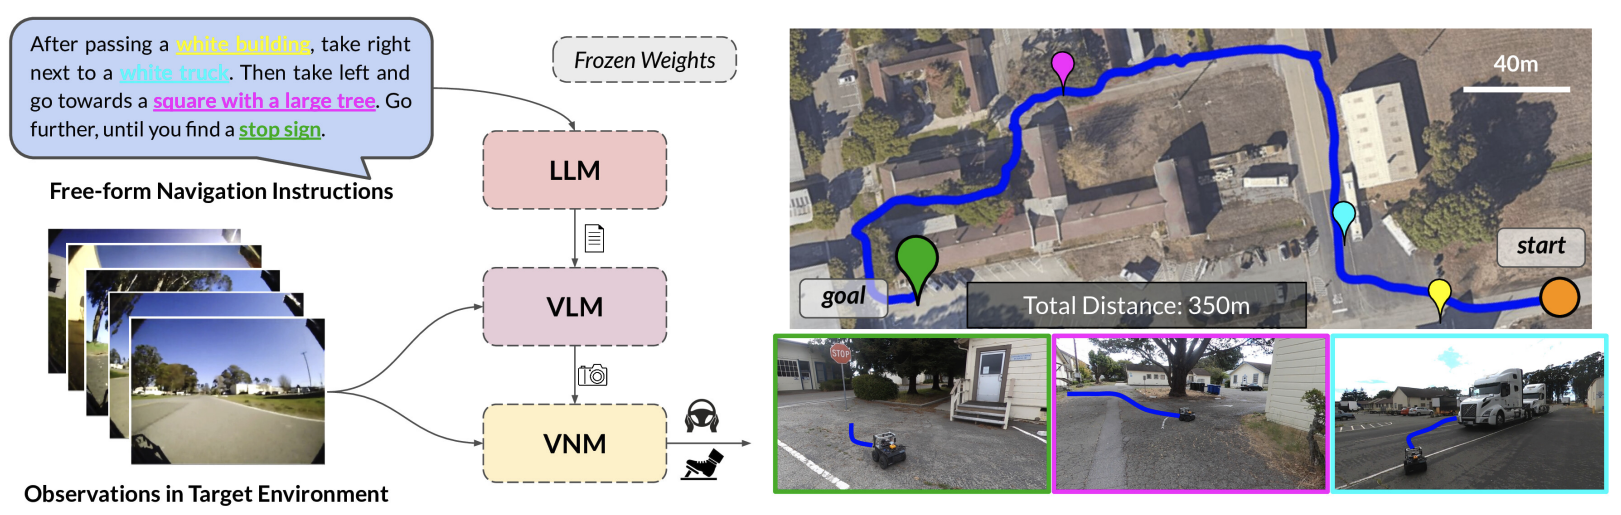 After passing a white building, take right
next to a white truck. Then take left and
go towards a square with a large tree. Go
further, until you find a stop sign.
Free-form Navigation Instructions
Observations in Target Environment
Frozen Weights
LLM
VLM
VNM
40m
start
goal
Total Distance: 350m
STOP